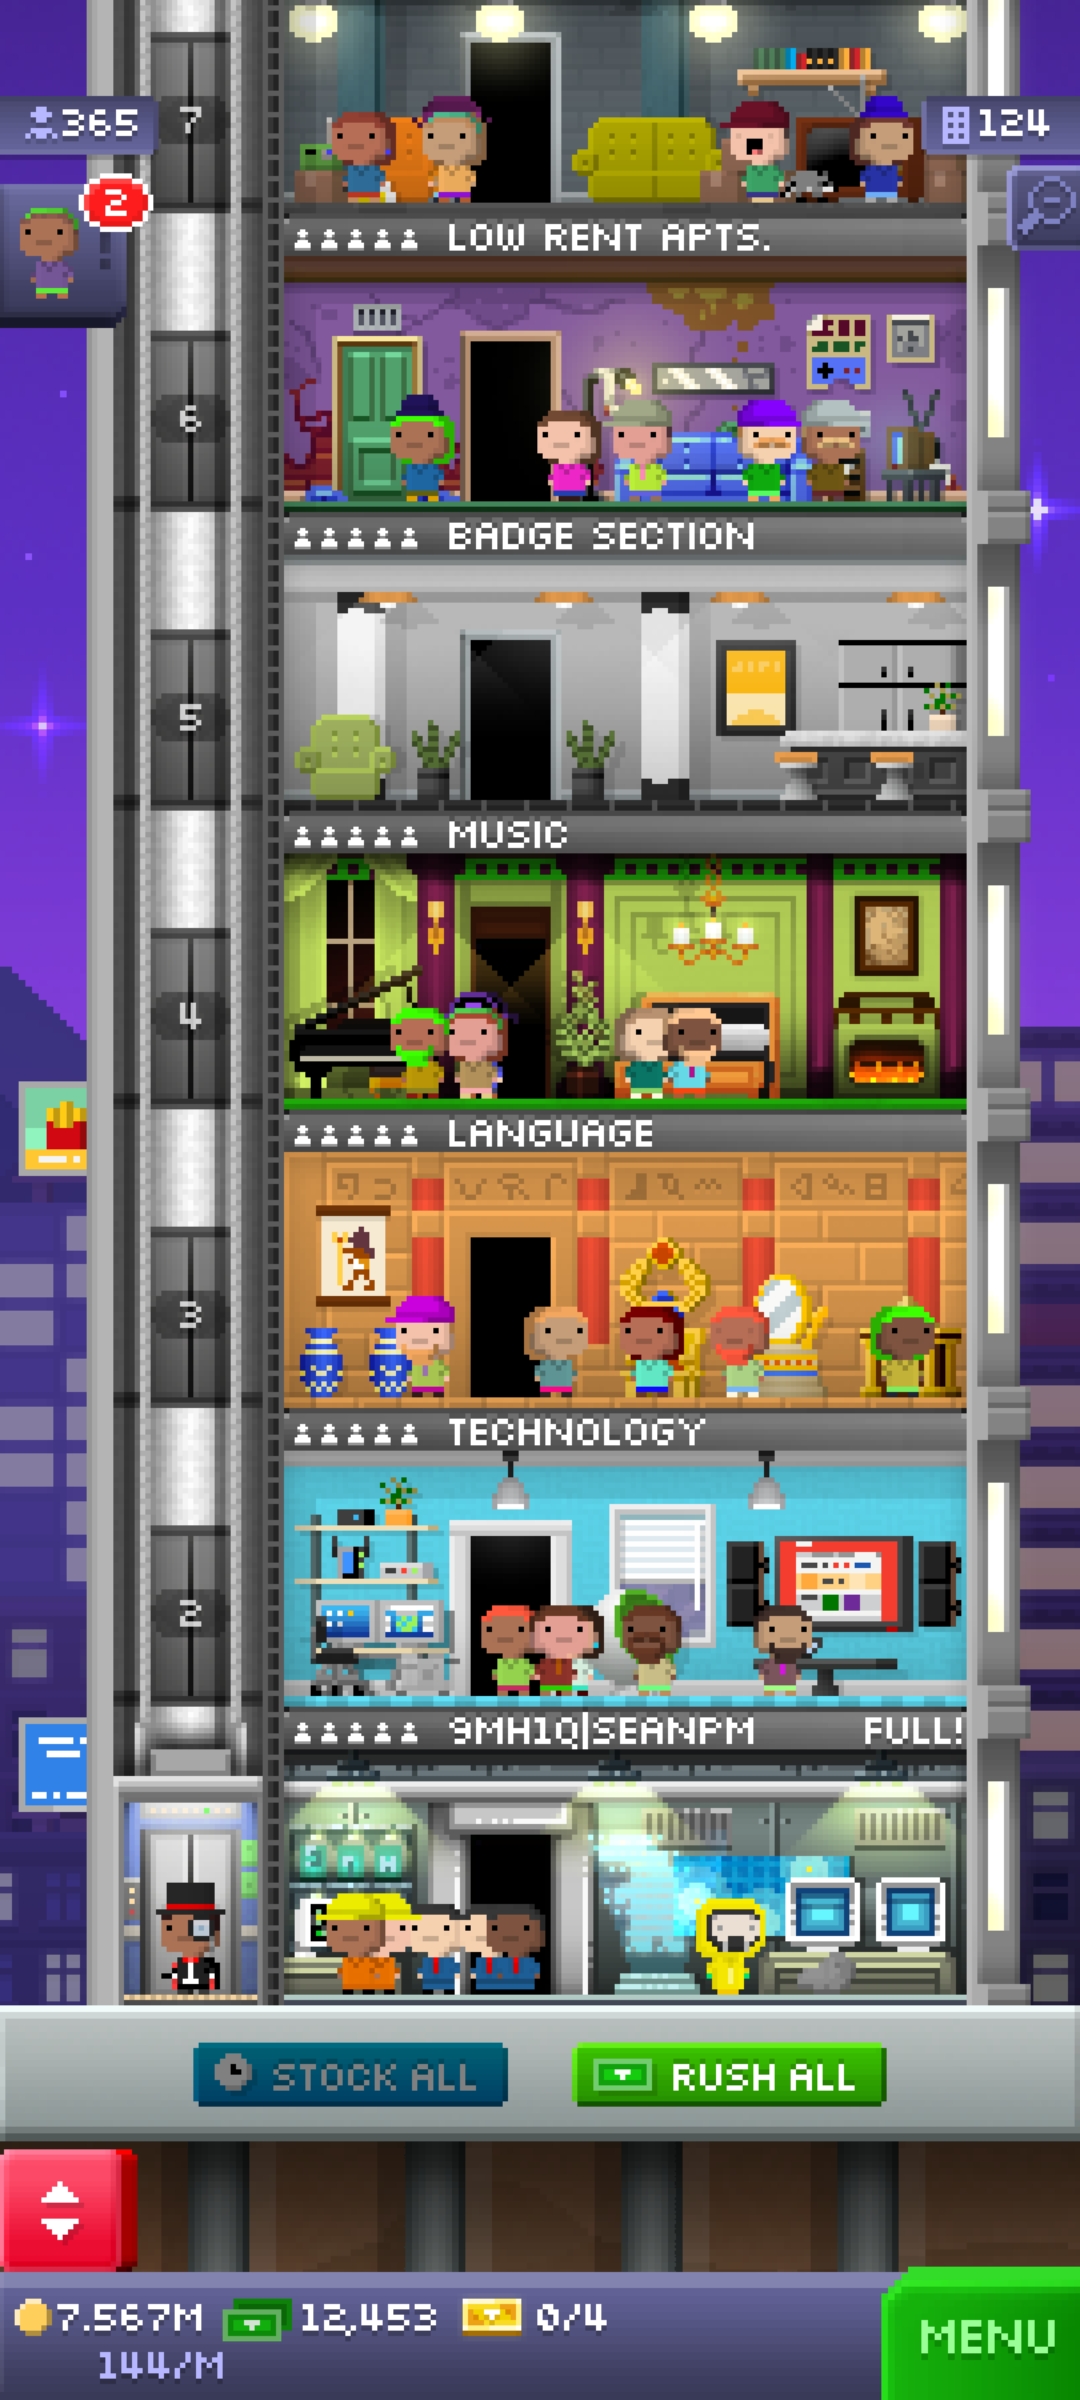 7
365
124
2
LOW RENT APTS.
6
BADGE SECTION
5
MUSIC
4
LANGUAGE
3
TECHNOLOGY
2
9MH1Q|SEANPM FULL!
STOCK ALL
RUSH ALL
7.567M 12,453 0/4
144/M
MENU